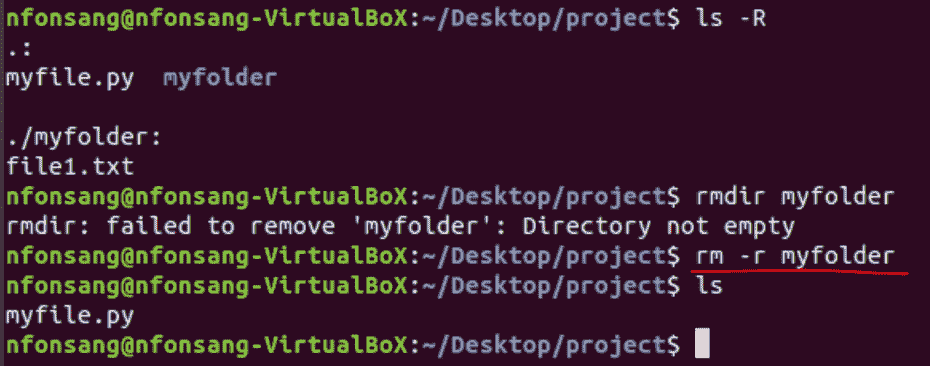 nfonsang@nfonsang-VirtualBoX:~/Desktop/project$ ls -R
.:
myfile.py  myfolder

./myfolder:
file1.txt
nfonsang@nfonsang-VirtualBoX:~/Desktop/project$ rmdir myfolder
rmdir: failed to remove 'myfolder': Directory not empty
nfonsang@nfonsang-VirtualBoX:~/Desktop/project$ rm -r myfolder
nfonsang@nfonsang-VirtualBoX:~/Desktop/project$ ls
myfile.py
nfonsang@nfonsang-VirtualBoX:~/Desktop/project$